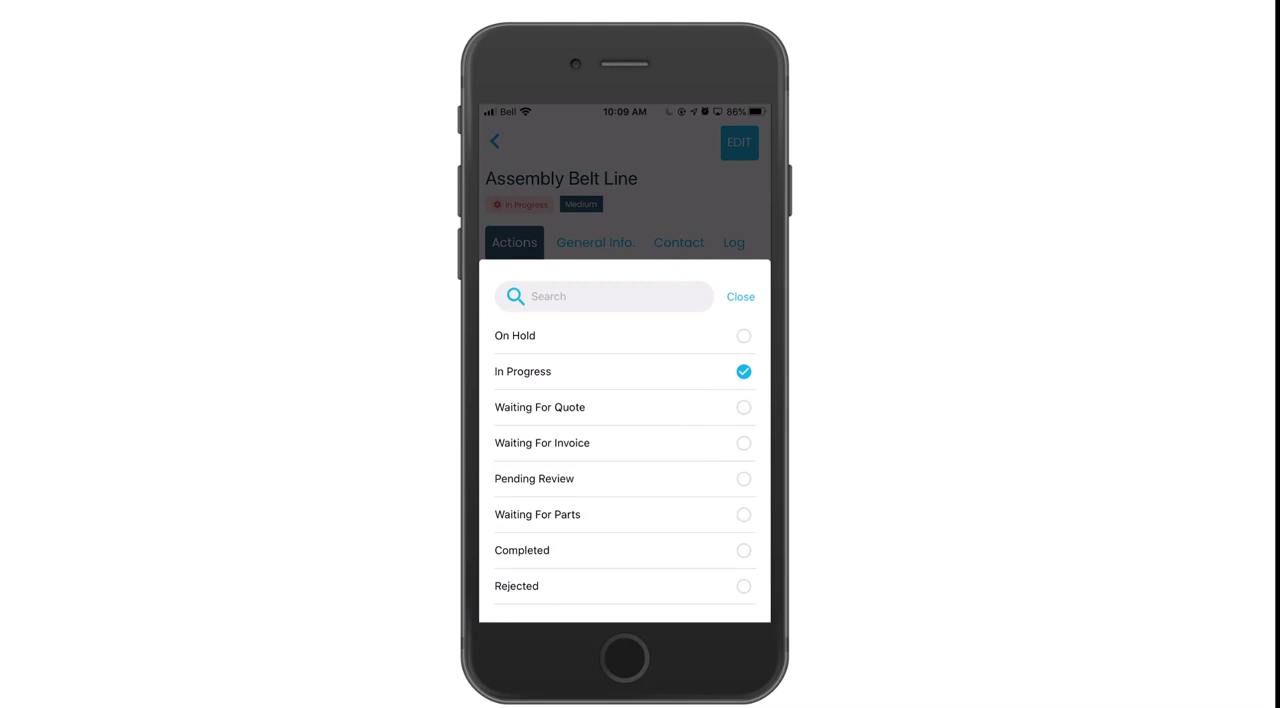 Bell 10:09 AM 86%
EDIT
Assembly Belt Line
In Progress Medium
Actions General Info. Contact Log
Search Close
On Hold
In Progress
Waiting For Quote
Waiting For Invoice
Pending Review
Waiting For Parts
Completed
Rejected